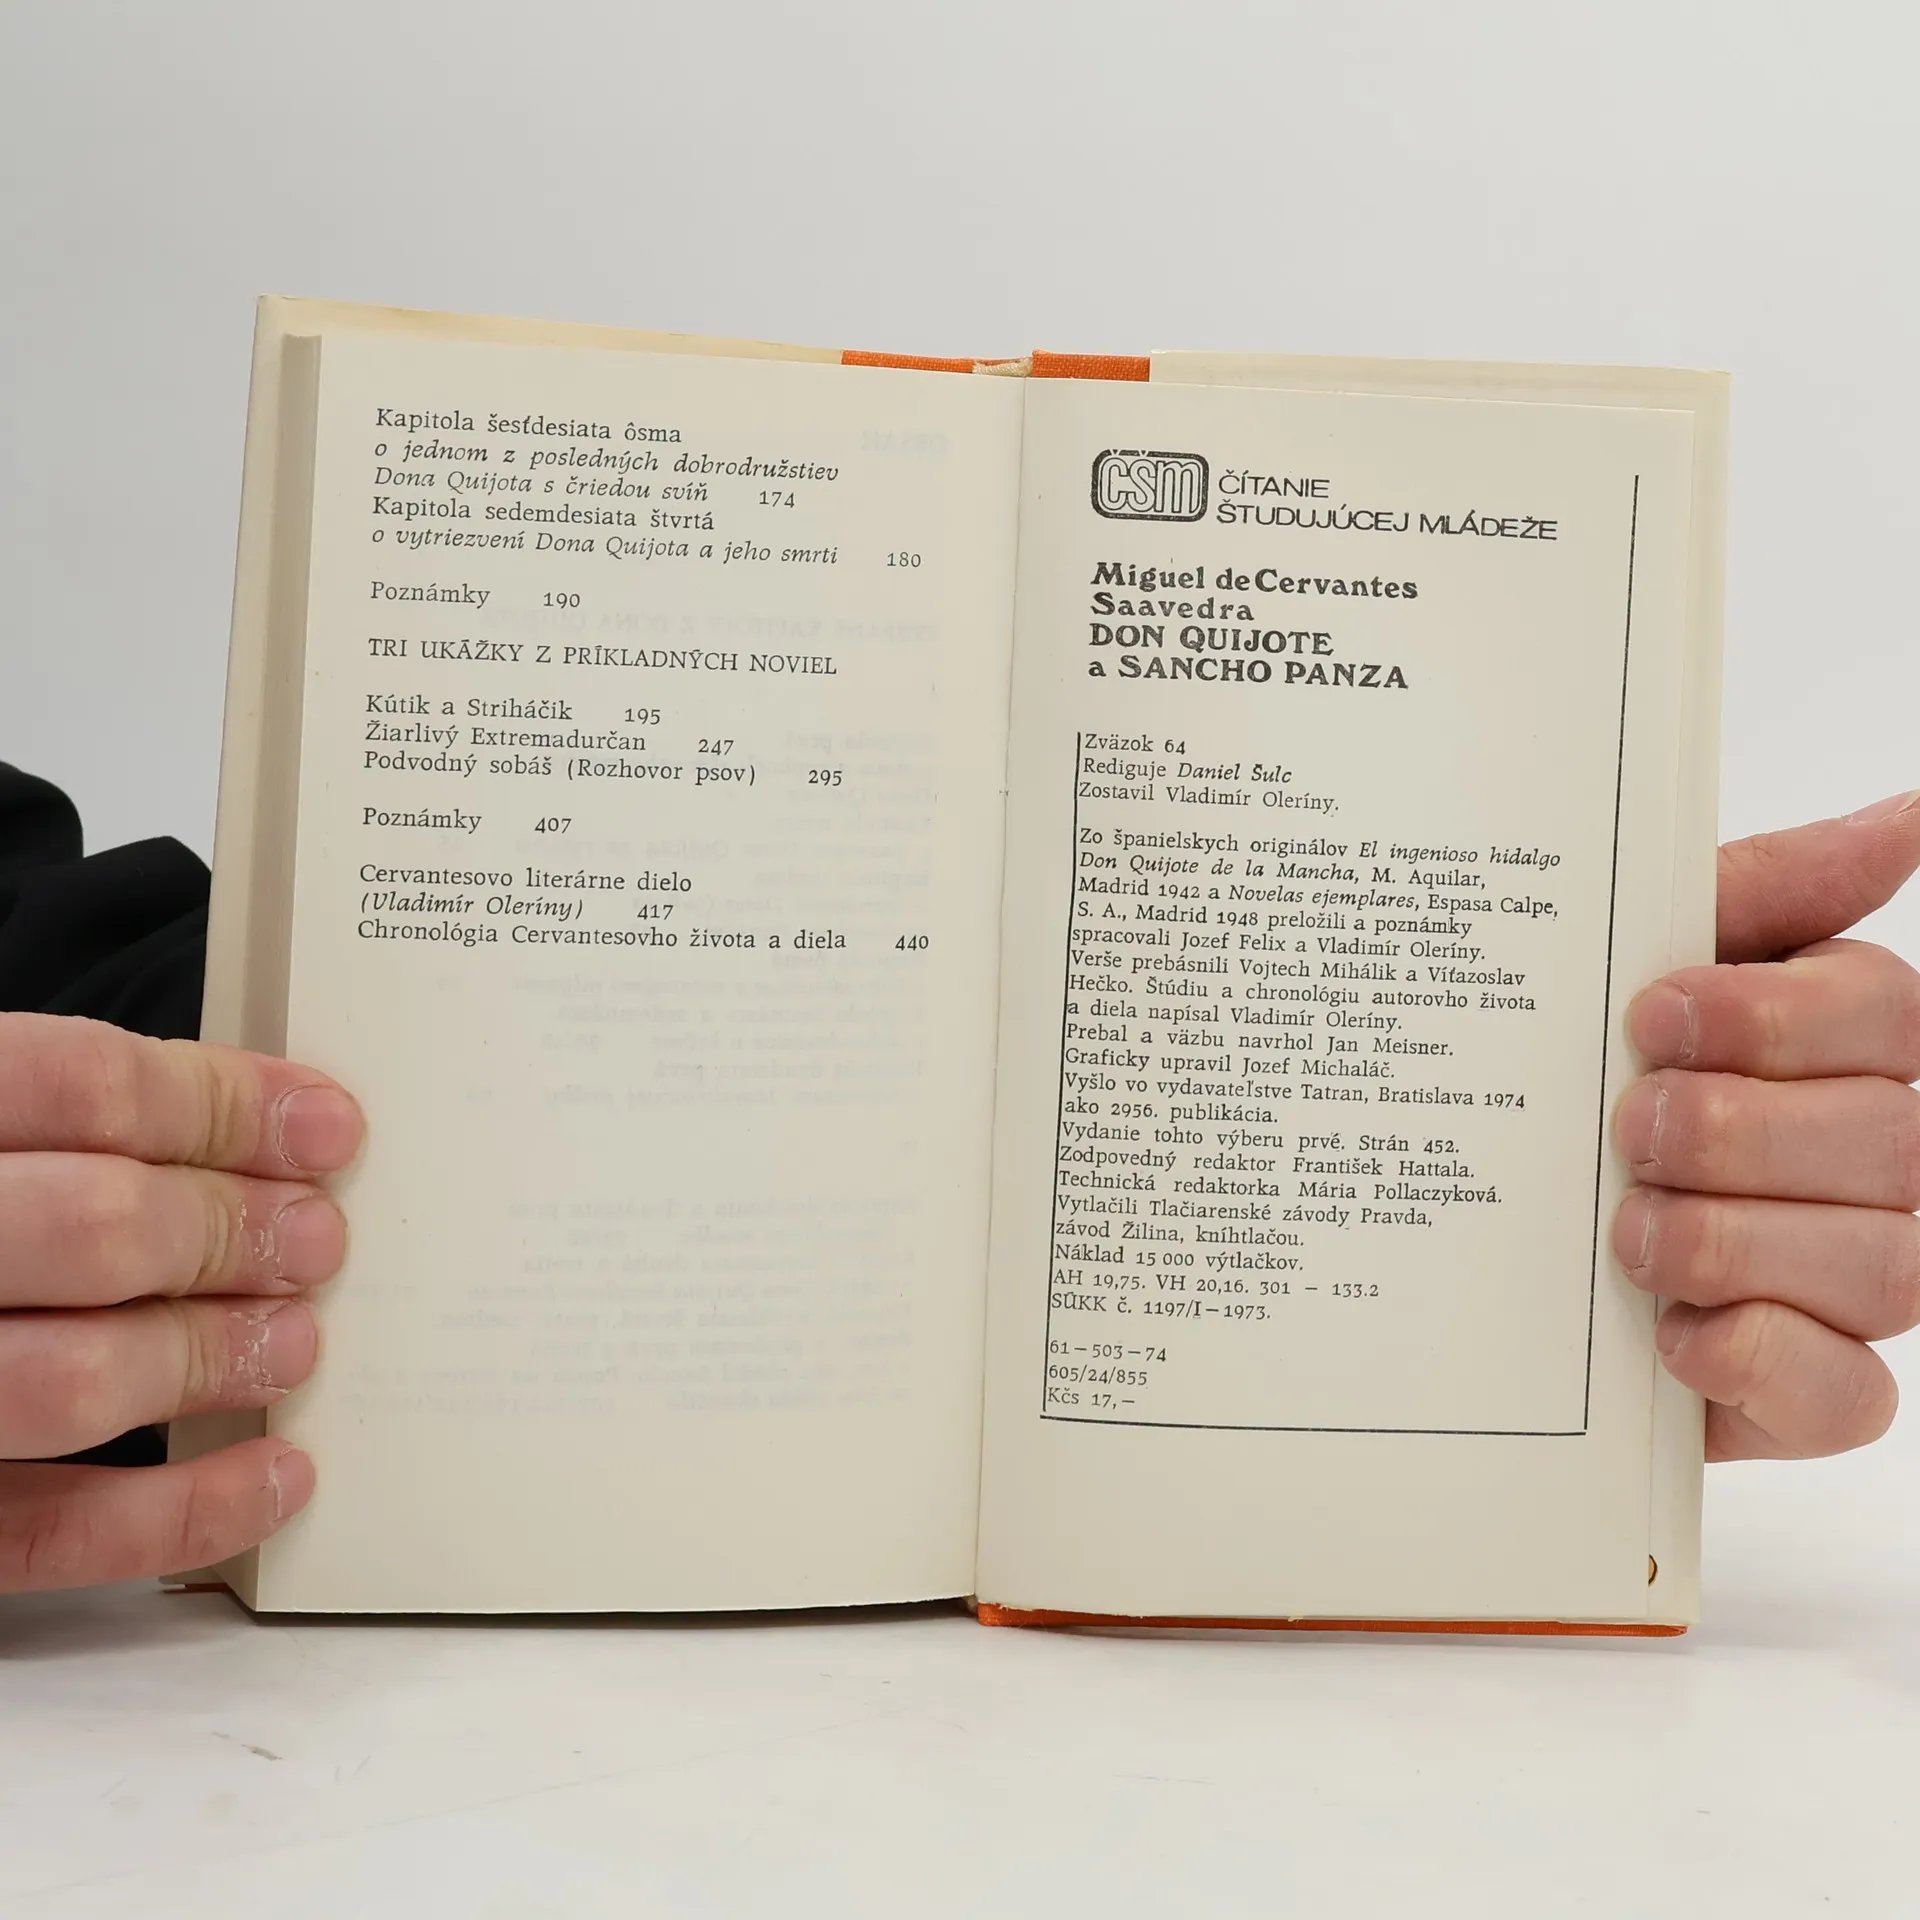 Kapitola šesťdesiata ôsma
o jednom z posledných dobrodružstiev
Dona Quijota s čriedou svíň 174
Kapitola sedemdesiata štvrtá
o vytriezvení Dona Quijota a jeho smrti 180
Poznámky 190
TRI UKÁŽKY Z PRÍKLADNÝCH NOVIEL
Kútik a Striháčik 195
Žiarlivý Extremadurčan 247
Podvodný sobáš (Rozhovor psov) 295
Poznámky 407
Cervantesovo literárne dielo
(Vladimír Oleríny) 417
Chronológia Cervantesovho života a diela 440
ČŠM ČÍTANIE
ŠTUDUJÚCEJ MLÁDEŽE
Miguel de Cervantes
Saavedra
DON QUIJOTE
a SANCHO PANZA
Zväzok 64
Rediguje Daniel Šulc
Zostavil Vladimír Oleríny.
Zo španielskych originálov El ingenioso hidalgo
Don Quijote de la Mancha, M. Aquilar,
Madrid 1942 a Novelas ejemplares, Espasa Calpe,
S. A., Madrid 1948 preložili a poznámky
spracovali Jozef Felix a Vladimír Oleríny.
Verše prebásnili Vojtech Mihálik a Víťazoslav
Hečko. Štúdiu a chronológiu autorovho života
a diela napísal Vladimír Oleríny.
Prebal a väzbu navrhol Jan Meisner.
Graficky upravil Jozef Michaláč.
Vyšlo vo vydavateľstve Tatran, Bratislava 1974
ako 2956. publikácia.
Vydanie tohto výberu prvé. Strán 452.
Zodpovedný redaktor František Hattala.
Technická redaktorka Mária Pollaczyková.
Vytlačili Tlačiarenské závody Pravda,
závod Žilina, kníhtlačou.
Náklad 15 000 výtlačkov.
AH 19,75. VH 20,16. 301 – 133.2
SÚKK č. 1197/I–1973.
61–503–74
605/24/855
Kčs 17,–